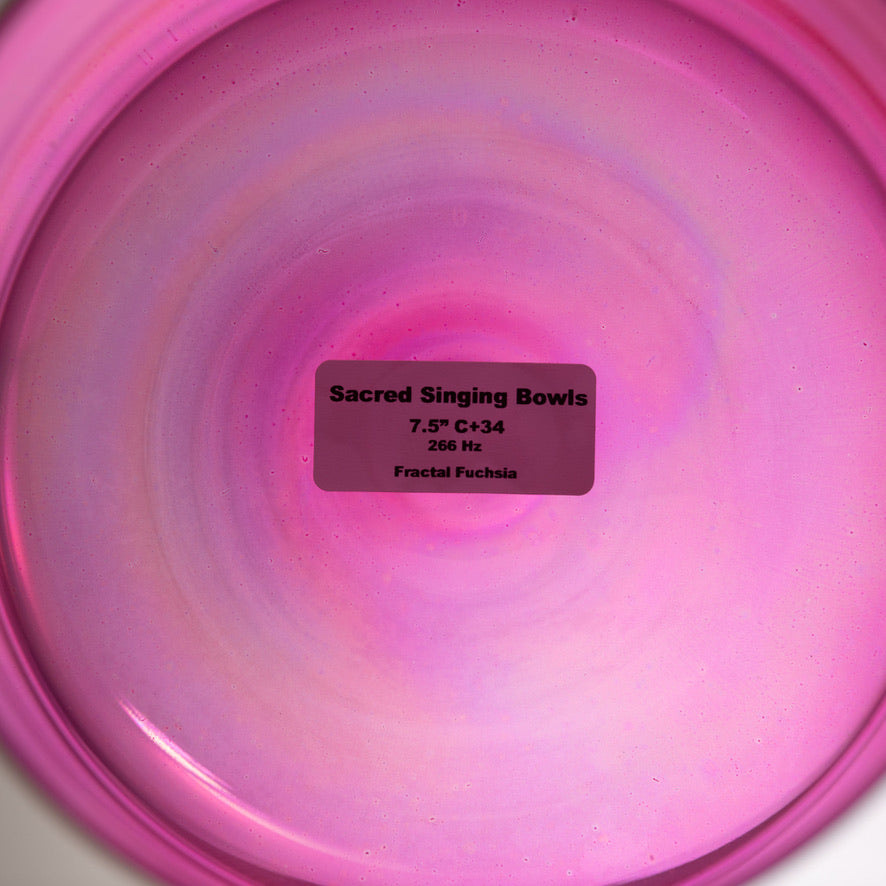 Sacred Singing Bowls
7.5” C+34
266 Hz
Fractal Fuchsia